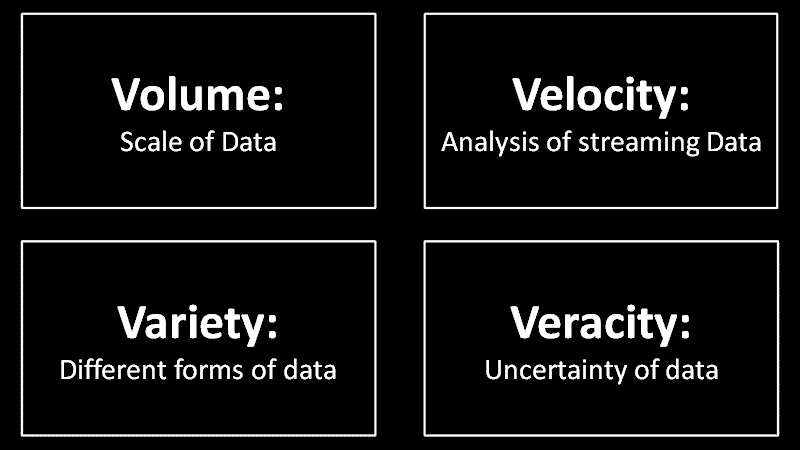 Volume:
Scale of Data
Velocity:
Analysis of streaming Data
Variety:
Different forms of data
Veracity:
Uncertainty of data